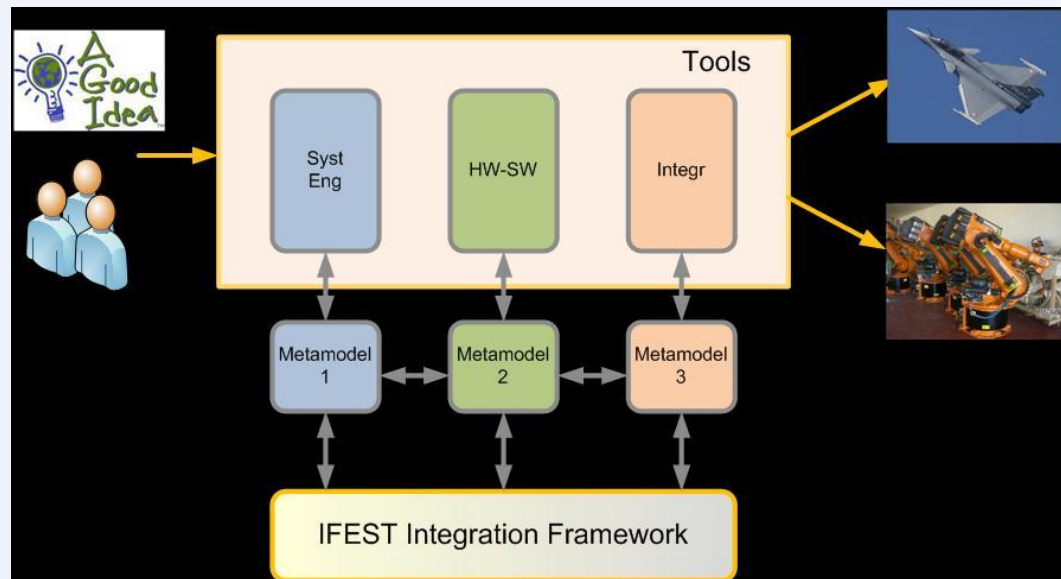 A
Good
Idea
Tools
Syst
Eng
HW-SW
Integr
Metamodel
1
Metamodel
2
Metamodel
3
IFEST Integration Framework